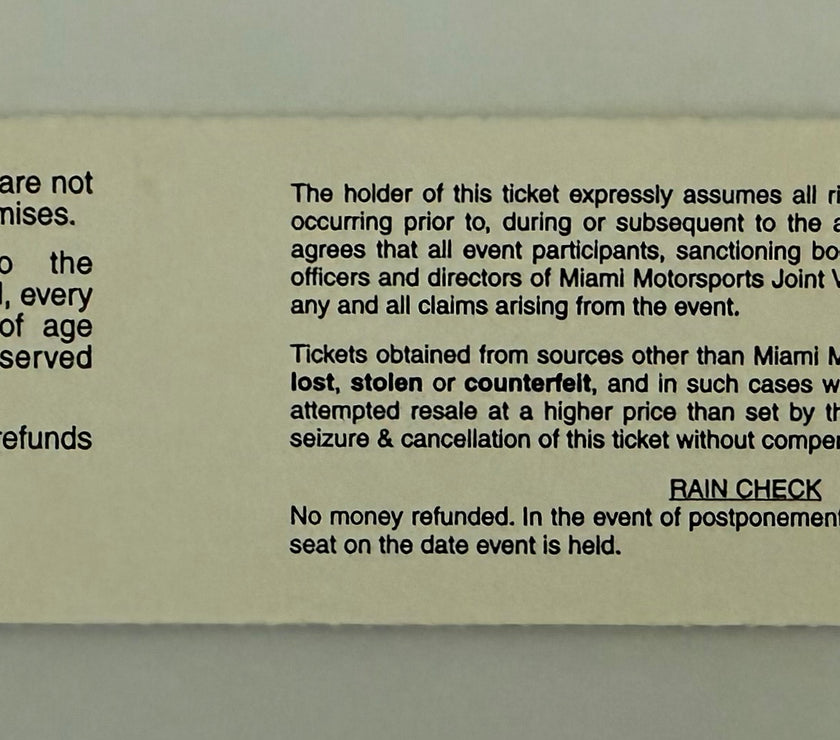 are not
mises.
the
every
of age
served
refunds
The holder of this ticket expressly assumes all
occurring prior to, during or subsequent to the
agrees that all event participants, sanctioning
officers and directors of Miami Motorsports Joint
any and all claims arising from the event.
Tickets obtained from sources other than Miami
lost, stolen or counterfeit, and in such cases
attempted resale at a higher price than set by
seizure & cancellation of this ticket without
RAIN CHECK
No money refunded. In the event of postponement
seat on the date event is held.